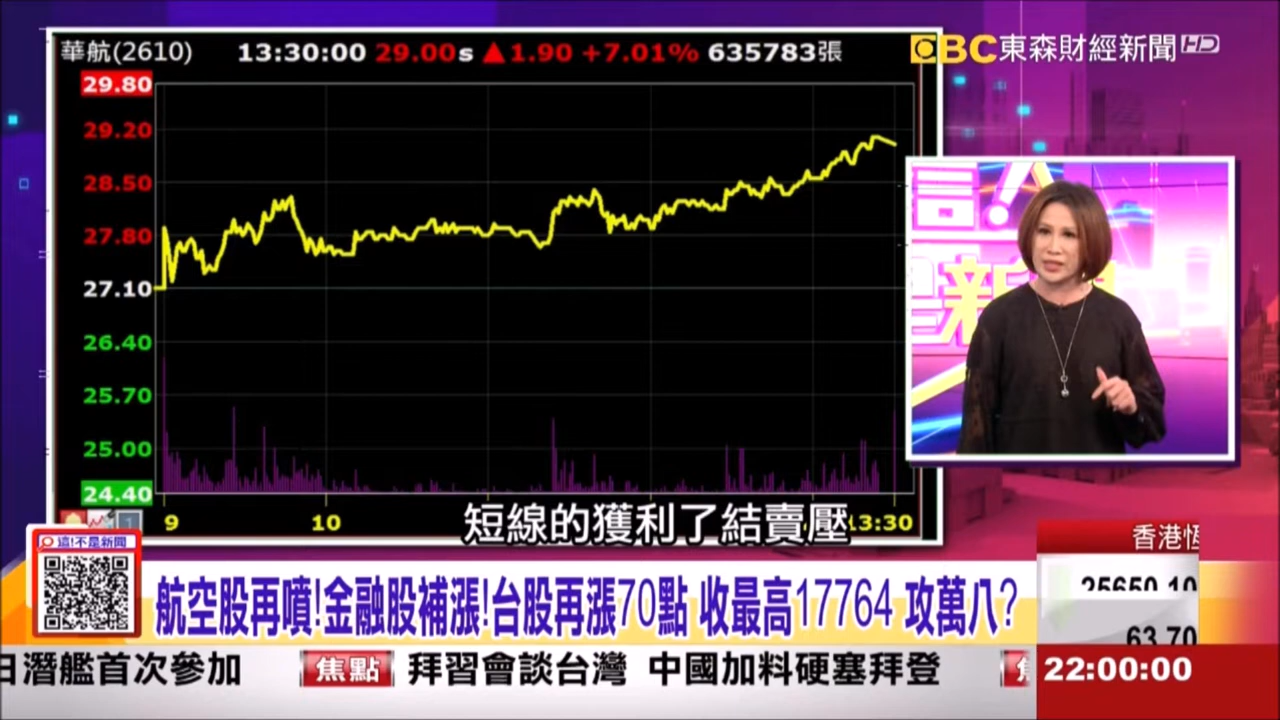 華航(2610) 13:30:00 29.00s ▲1.90 +7.01% 635783張
EBC東森財經新聞HD
29.80
29.20
28.50
27.80
27.10
26.40
25.70
25.00
24.40
9 10 13:30
短線的獲利了結賣壓
這!不是新聞
航空股再噴!金融股補漲!台股再漲70點 收最高17764 攻萬八?
香港恆
25650.10
63.70
日潛艦首次參加 焦點 拜習會談台灣 中國加料硬塞拜登
22:00:00